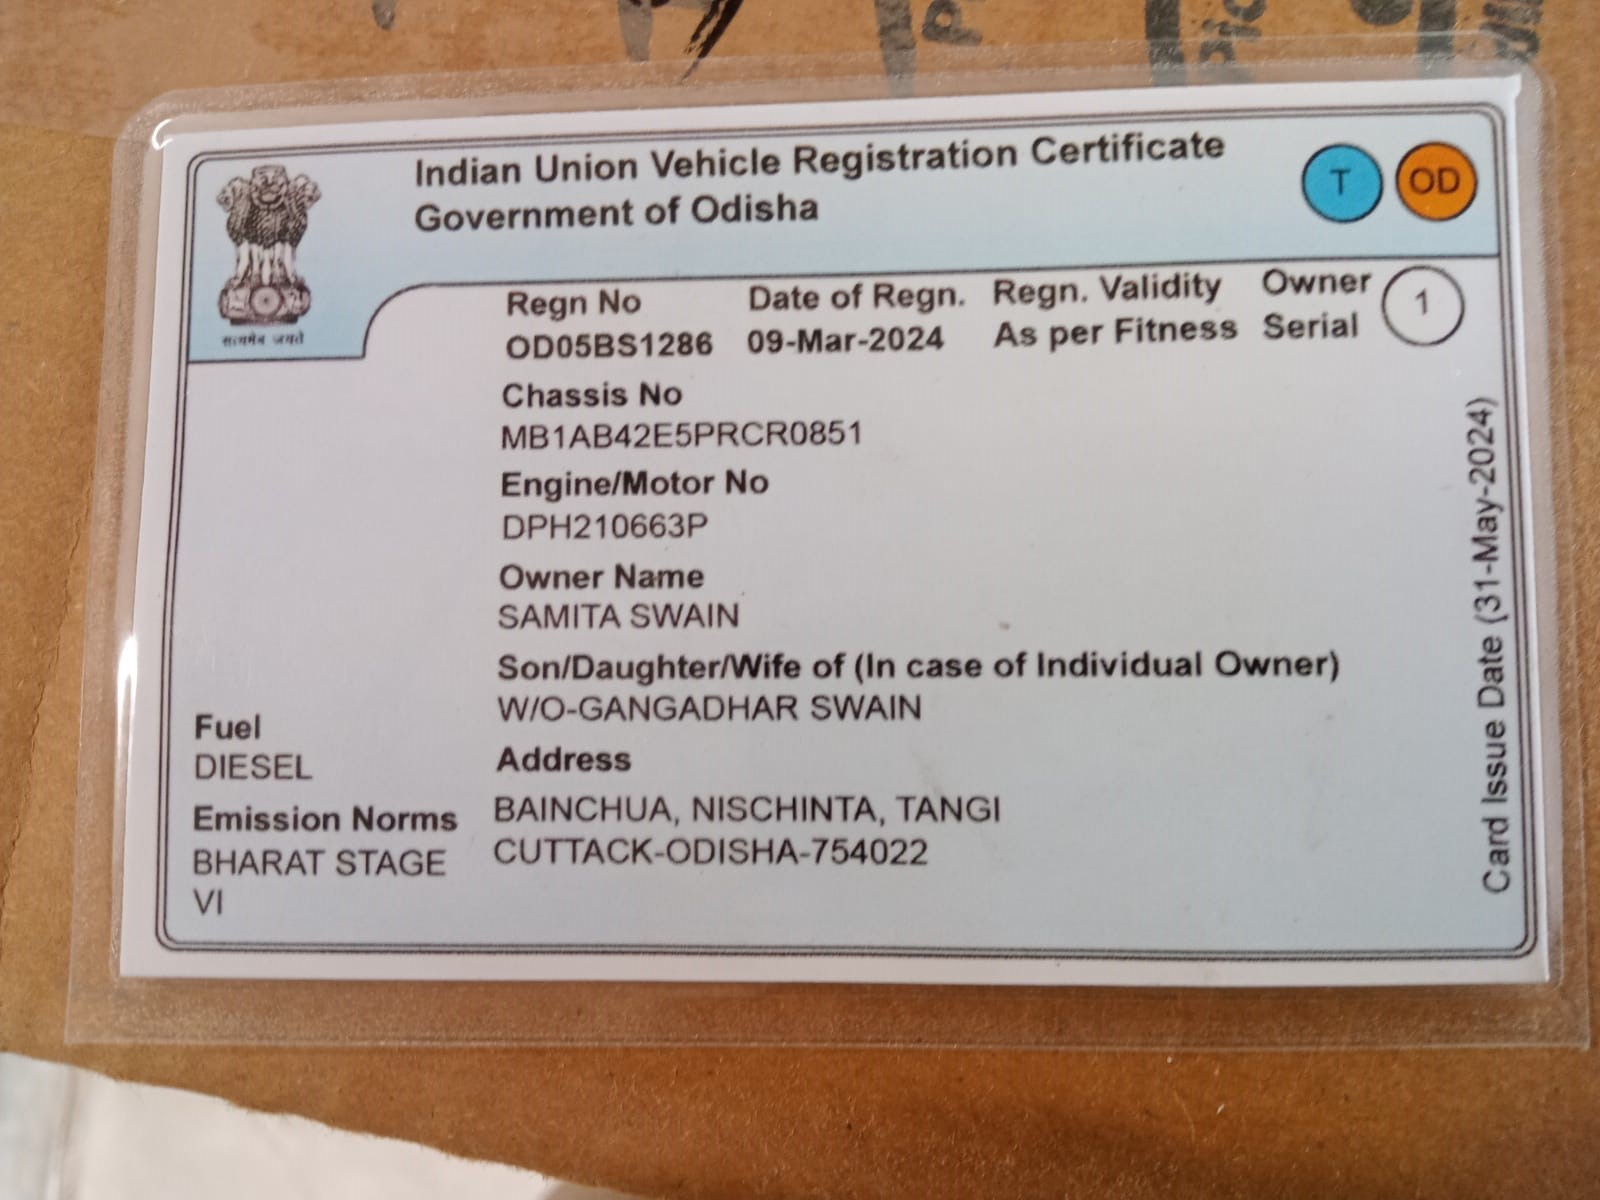 Indian Union Vehicle Registration Certificate
Government of Odisha
T OD
सत्यमेव जयते
Regn No Date of Regn. Regn. Validity Owner Serial 1
OD05BS1286 09-Mar-2024 As per Fitness
Chassis No
MB1AB42E5PRCR0851
Engine/Motor No
DPH210663P
Owner Name
SAMITA SWAIN
Son/Daughter/Wife of (In case of Individual Owner)
W/O-GANGADHAR SWAIN
Fuel
DIESEL
Address
BAINCHUA, NISCHINTA, TANGI
CUTTACK-ODISHA-754022
Emission Norms
BHARAT STAGE
VI
Card Issue Date (31-May-2024)